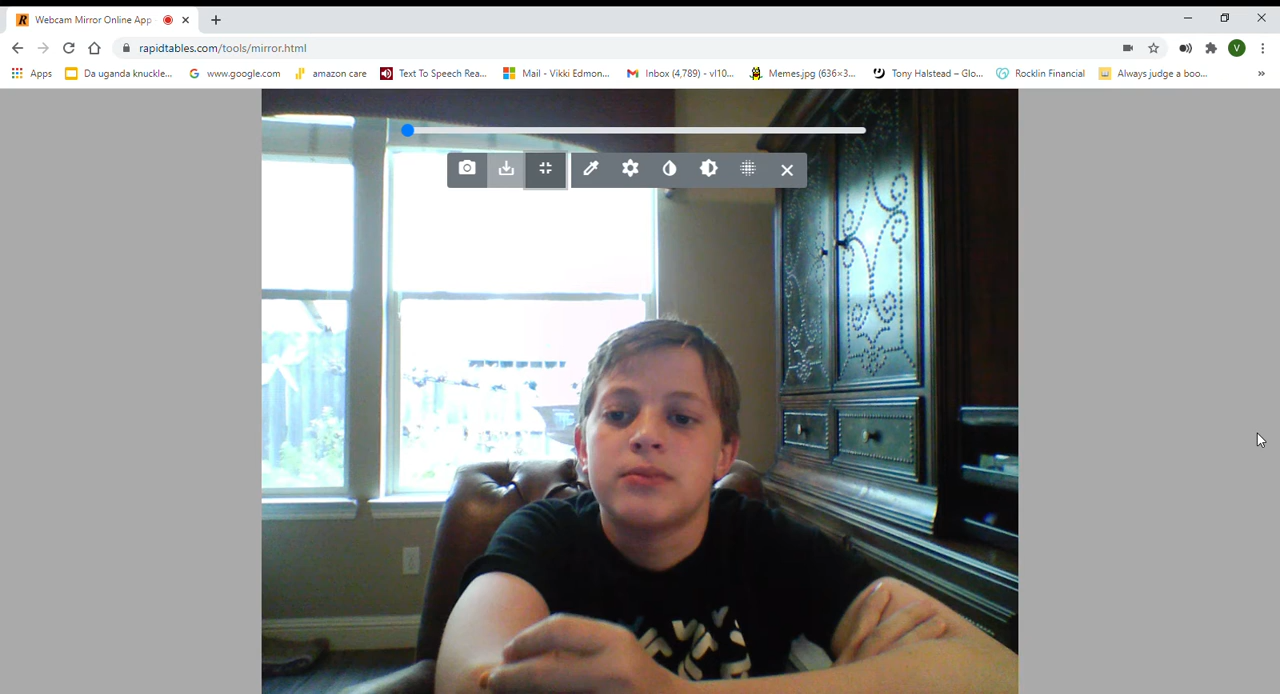 Webcam Mirror Online App
rapidtables.com/tools/mirror.html
V
Apps
Da uganda knuckle...
www.google.com
amazon care
Text To Speech Rea...
Mail - Vikki Edmon...
Inbox (4,789) - vl10...
Memes.jpg (636×3...
Tony Halstead – Glo...
Rocklin Financial
Always judge a boo...